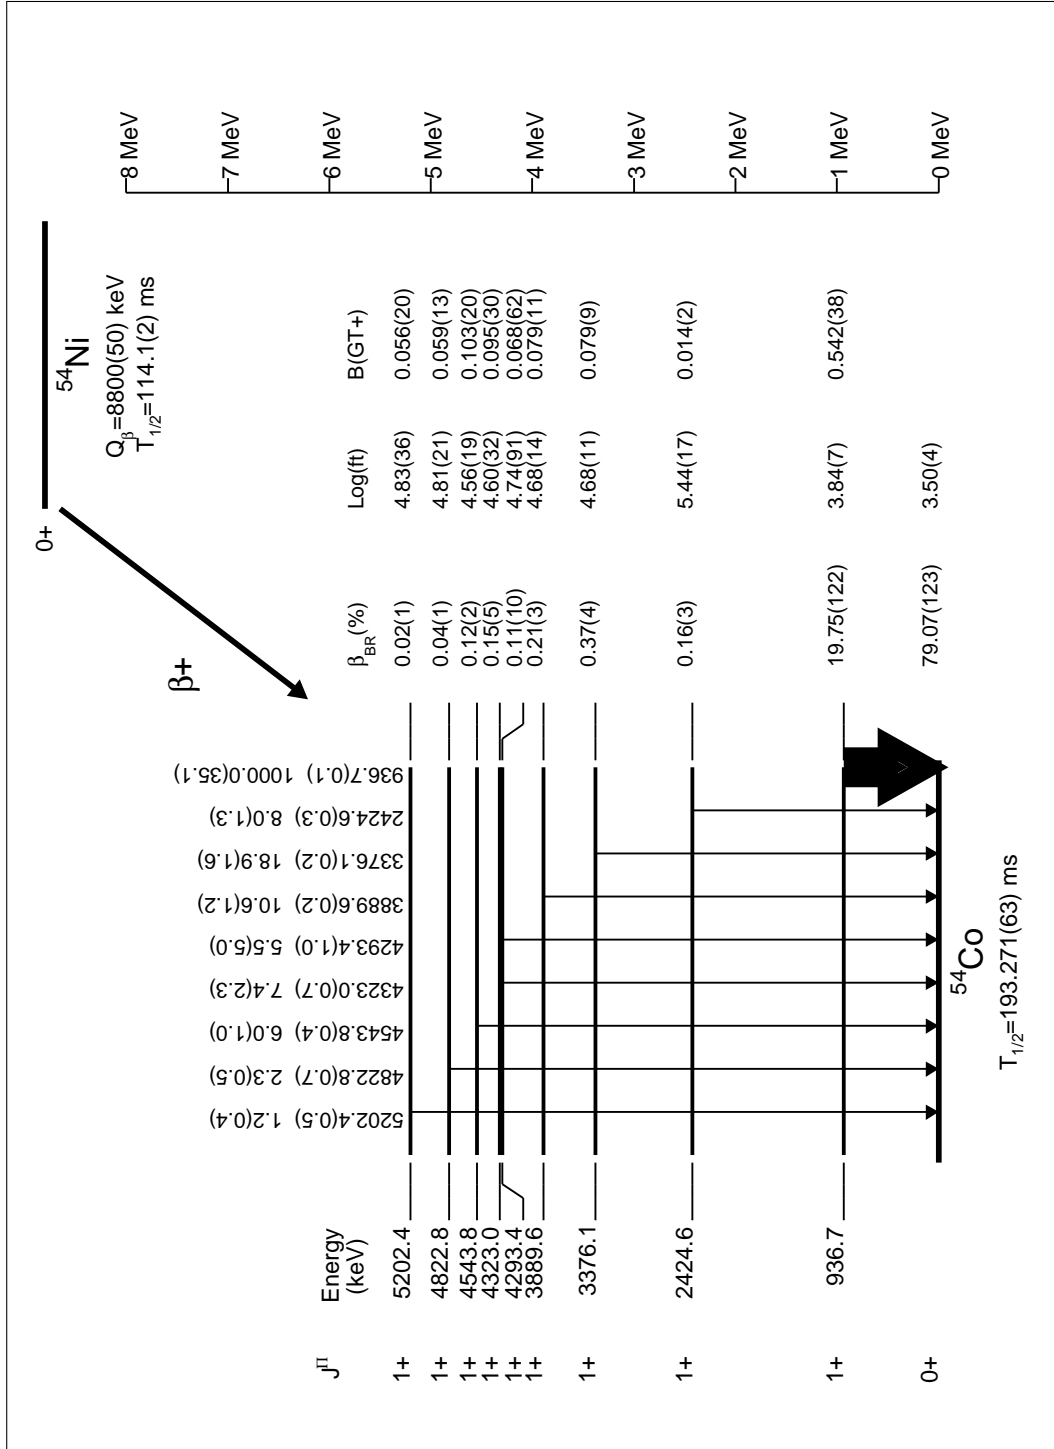 0+
⁵⁴Ni
Qβ=8800(50) keV
T1/2=114.1(2) ms
β+
Jᴨ Energy (keV) βBR(%) Log(ft) B(GT+)
1+ 5202.4 0.02(1) 4.83(36) 0.056(20)
1+ 4822.8 0.04(1) 4.81(21) 0.059(13)
1+ 4543.8 0.12(2) 4.56(19) 0.103(20)
1+ 4323.0 0.15(5) 4.60(32) 0.095(30)
1+ 4293.4 0.11(10) 4.74(91) 0.068(62)
1+ 3889.6 0.21(3) 4.68(14) 0.079(11)
1+ 3376.1 0.37(4) 4.68(11) 0.079(9)
1+ 2424.6 0.16(3) 5.44(17) 0.014(2)
1+ 936.7 19.75(122) 3.84(7) 0.542(38)
0+ 79.07(123) 3.50(4)
5202.4(0.5) 1.2(0.4)
4822.8(0.7) 2.3(0.5)
4543.8(0.4) 6.0(1.0)
4323.0(0.7) 7.4(2.3)
4293.4(1.0) 5.5(5.0)
3889.6(0.2) 10.6(1.2)
3376.1(0.2) 18.9(1.6)
2424.6(0.3) 8.0(1.3)
936.7(0.1) 1000.0(35.1)
⁵⁴Co
T1/2=193.271(63) ms
8 MeV
7 MeV
6 MeV
5 MeV
4 MeV
3 MeV
2 MeV
1 MeV
0 MeV